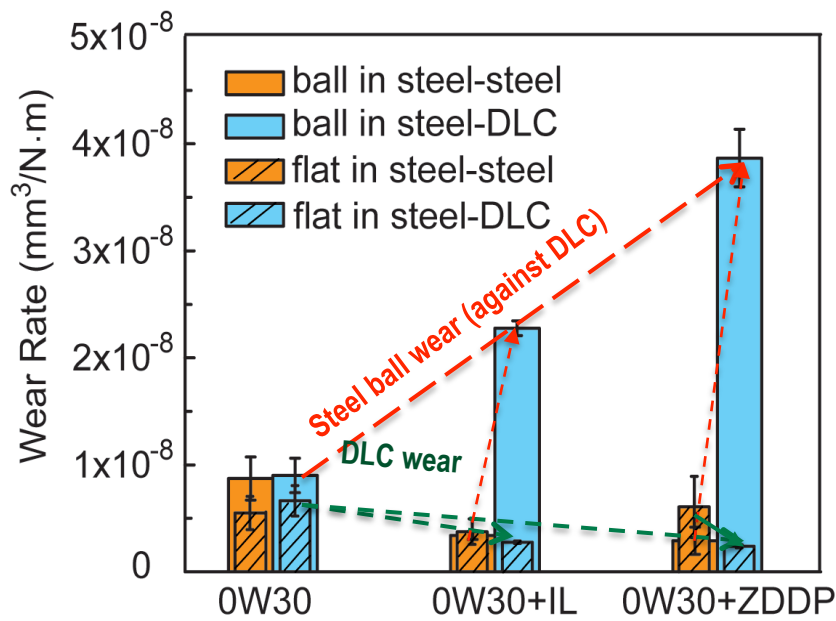 5x10⁻⁸
4x10⁻⁸
3x10⁻⁸
2x10⁻⁸
1x10⁻⁸
0
Wear Rate (mm³/N·m)
ball in steel-steel
ball in steel-DLC
flat in steel-steel
flat in steel-DLC
Steel ball wear (against DLC)
DLC wear
0W30
0W30+IL
0W30+ZDDP